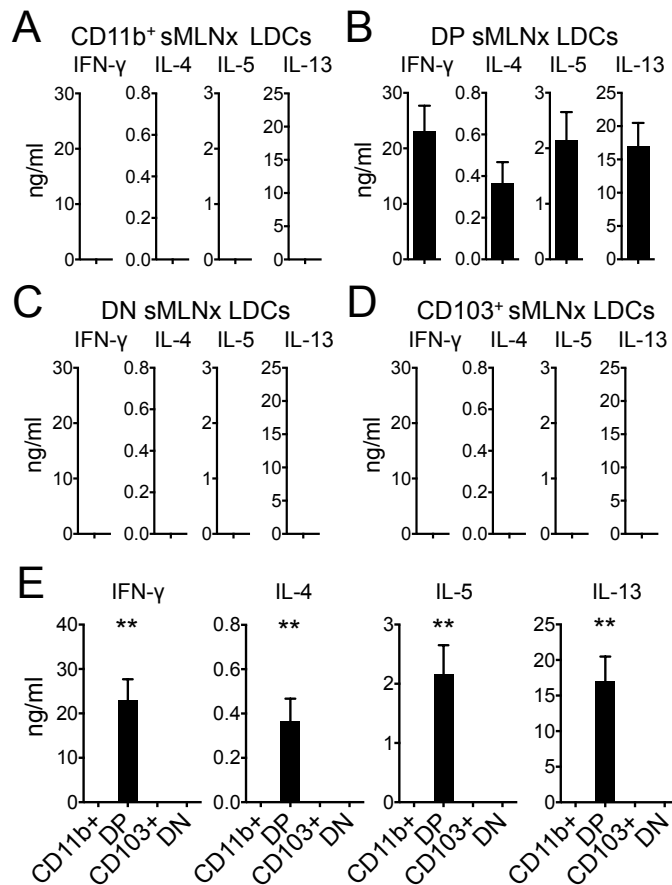 A CD11b⁺ sMLNx LDCs
IFN-γ IL-4 IL-5 IL-13
ng/ml
30 20 10 0
0.8 0.6 0.4 0.2 0.0
3 2 1 0
25 20 15 10 5 0
B DP sMLNx LDCs
IFN-γ IL-4 IL-5 IL-13
ng/ml
30 20 10 0
0.8 0.6 0.4 0.2 0.0
3 2 1 0
25 20 15 10 5 0
C DN sMLNx LDCs
IFN-γ IL-4 IL-5 IL-13
ng/ml
30 20 10 0
0.8 0.6 0.4 0.2 0.0
3 2 1 0
25 20 15 10 5 0
D CD103⁺ sMLNx LDCs
IFN-γ IL-4 IL-5 IL-13
ng/ml
30 20 10 0
0.8 0.6 0.4 0.2 0.0
3 2 1 0
25 20 15 10 5 0
E
IFN-γ IL-4 IL-5 IL-13
** ** ** **
ng/ml
40 30 20 10 0
0.8 0.6 0.4 0.2 0.0
3 2 1 0
25 20 15 10 5 0
CD11b+ DP CD103+ DN
CD11b+ DP CD103+ DN
CD11b+ DP CD103+ DN
CD11b+ DP CD103+ DN